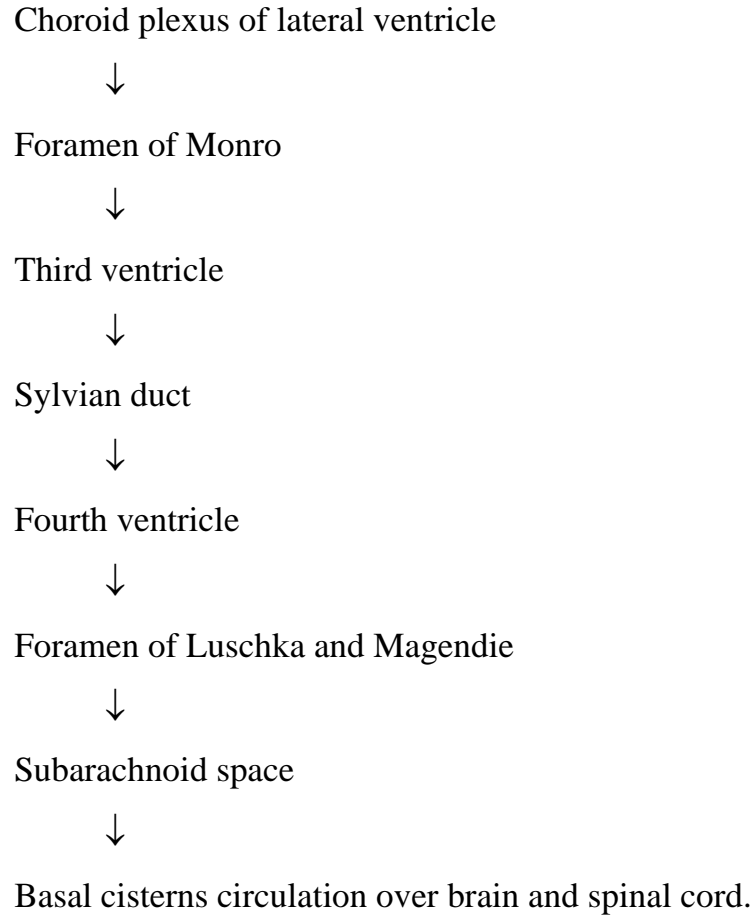 Choroid plexus of lateral ventricle
↓
Foramen of Monro
↓
Third ventricle
↓
Sylvian duct
↓
Fourth ventricle
↓
Foramen of Luschka and Magendie
↓
Subarachnoid space
↓
Basal cisterns circulation over brain and spinal cord.